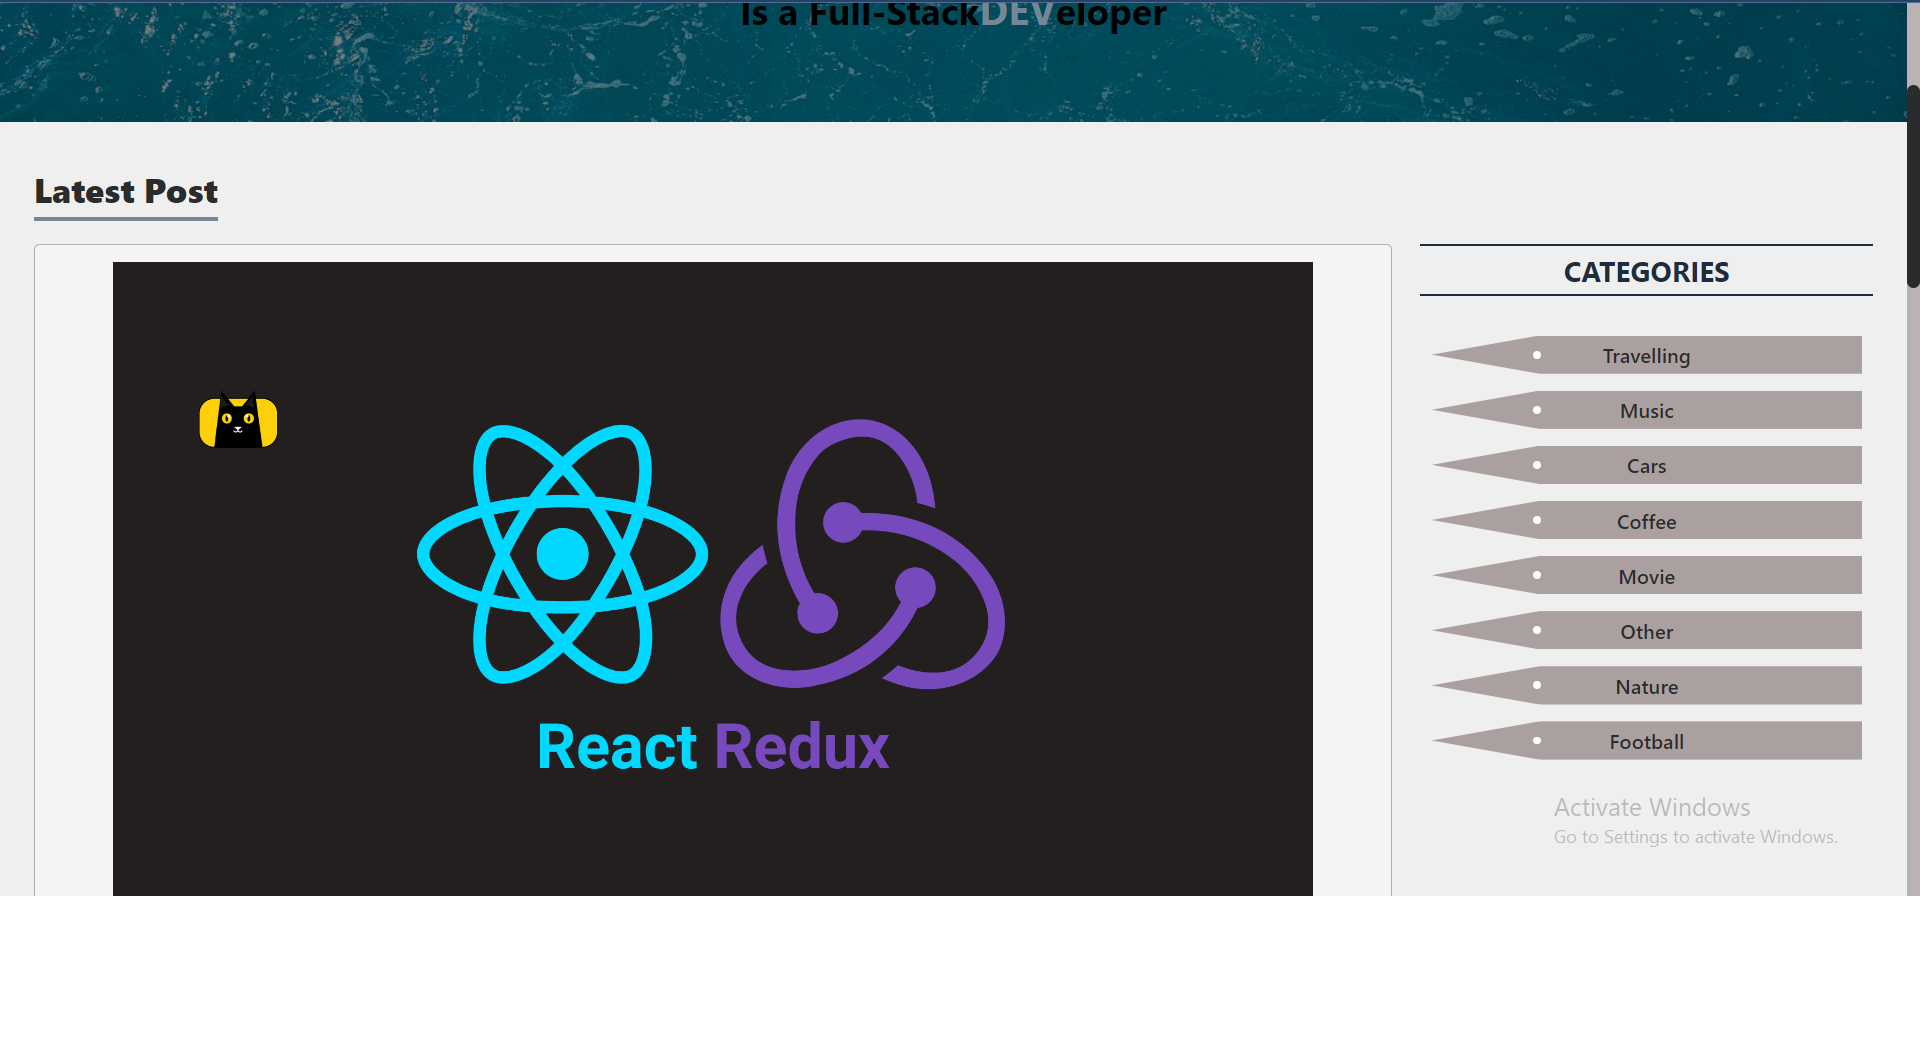 Is a Full-StackDEVeloper
Latest Post
React Redux
CATEGORIES
Travelling
Music
Cars
Coffee
Movie
Other
Nature
Football
Activate Windows
Go to Settings to activate Windows.